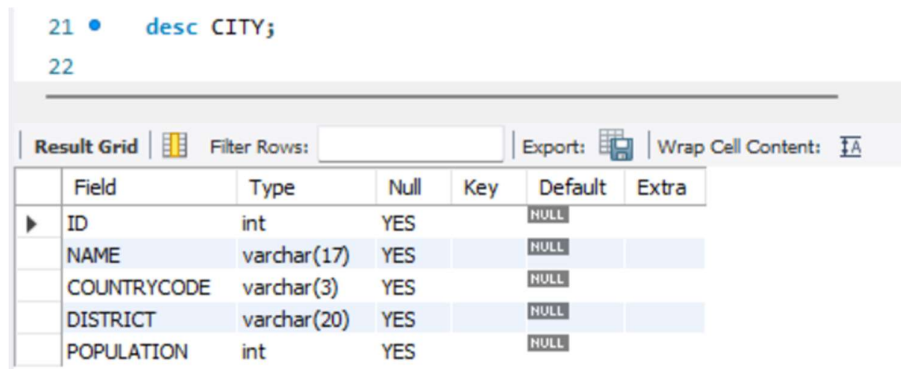 21 desc CITY;
22
Result Grid Filter Rows: Export: Wrap Cell Content: IA
Field Type Null Key Default Extra
ID int YES NULL
NAME varchar(17) YES NULL
COUNTRYCODE varchar(3) YES NULL
DISTRICT varchar(20) YES NULL
POPULATION int YES NULL